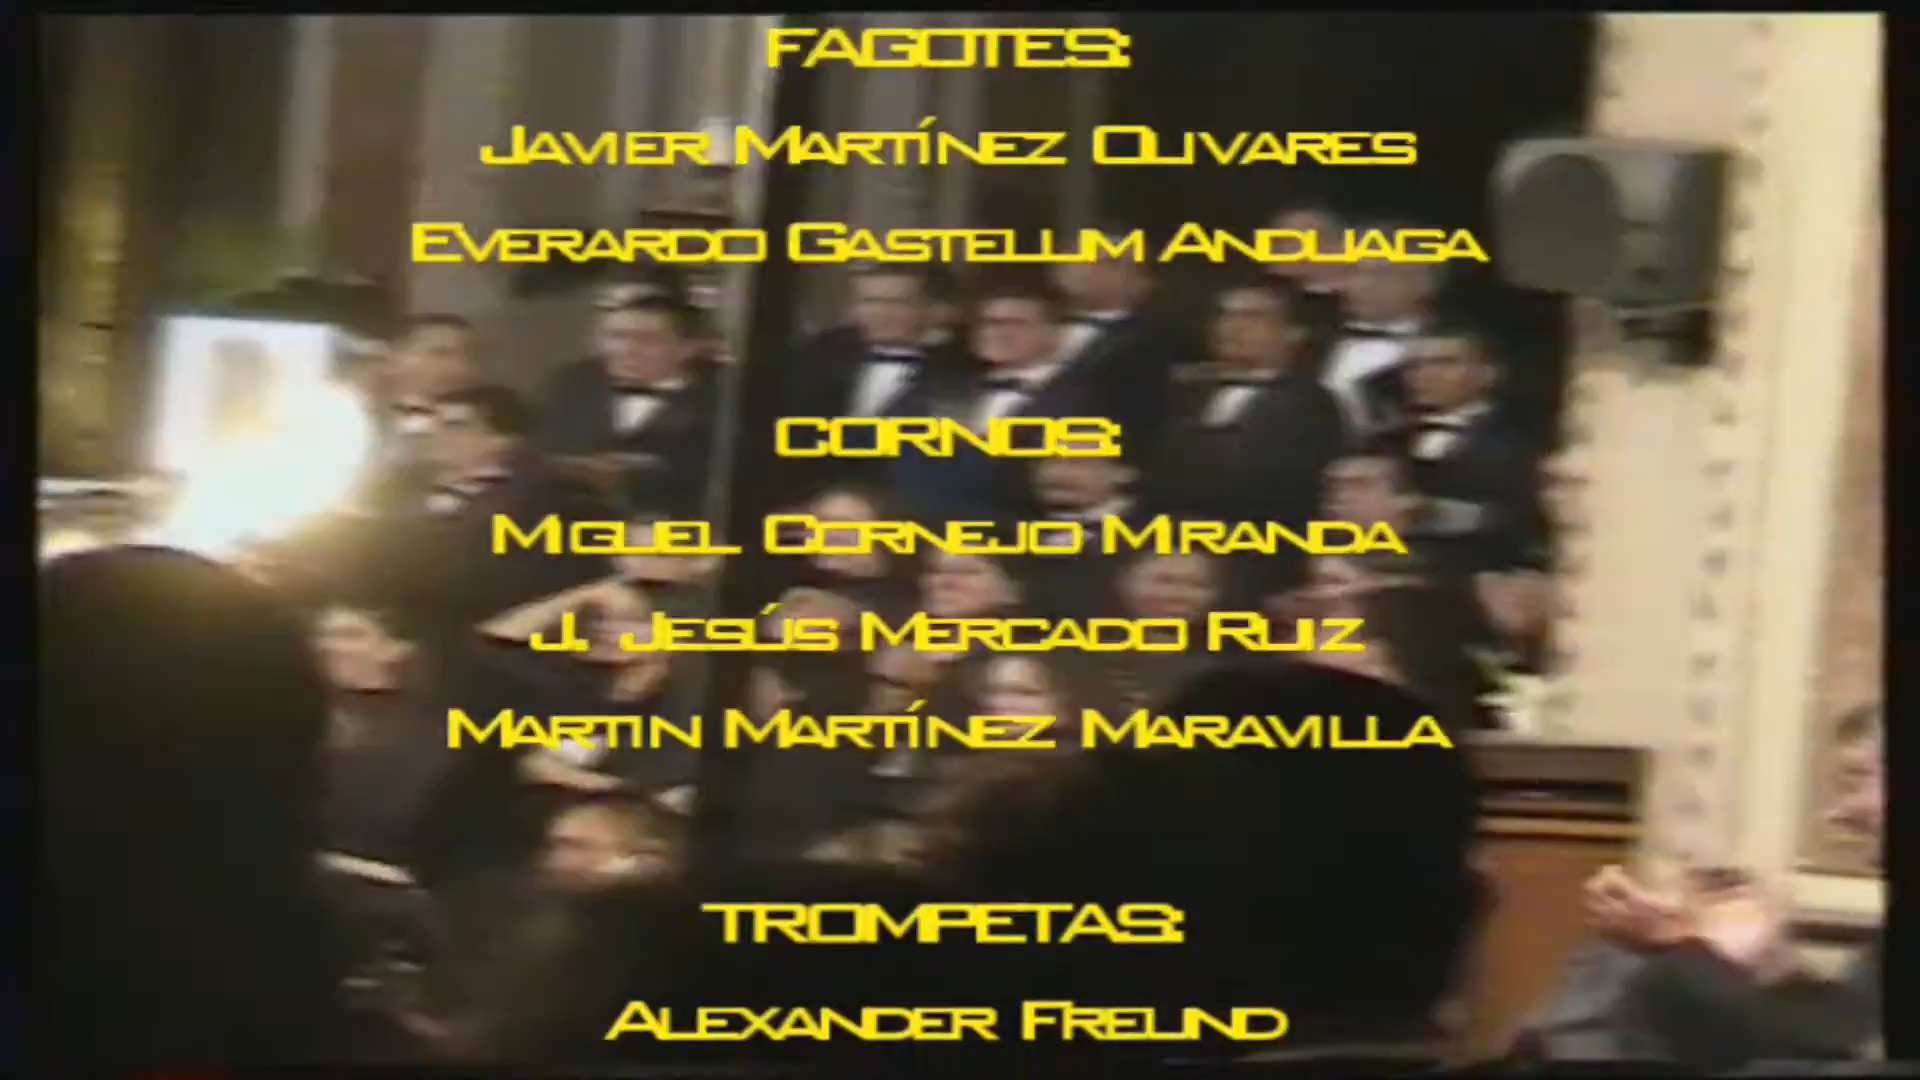 FAGOTES:
JAVIER MARTÍNEZ OLIVARES
EVERARDO GASTELUM ANDUAGA
CORNOS:
MIGUEL CORNEJO MIRANDA
J. JESÚS MERCADO RUIZ
MARTIN MARTÍNEZ MARAVILLA
TROMPETAS:
ALEXANDER FREUND